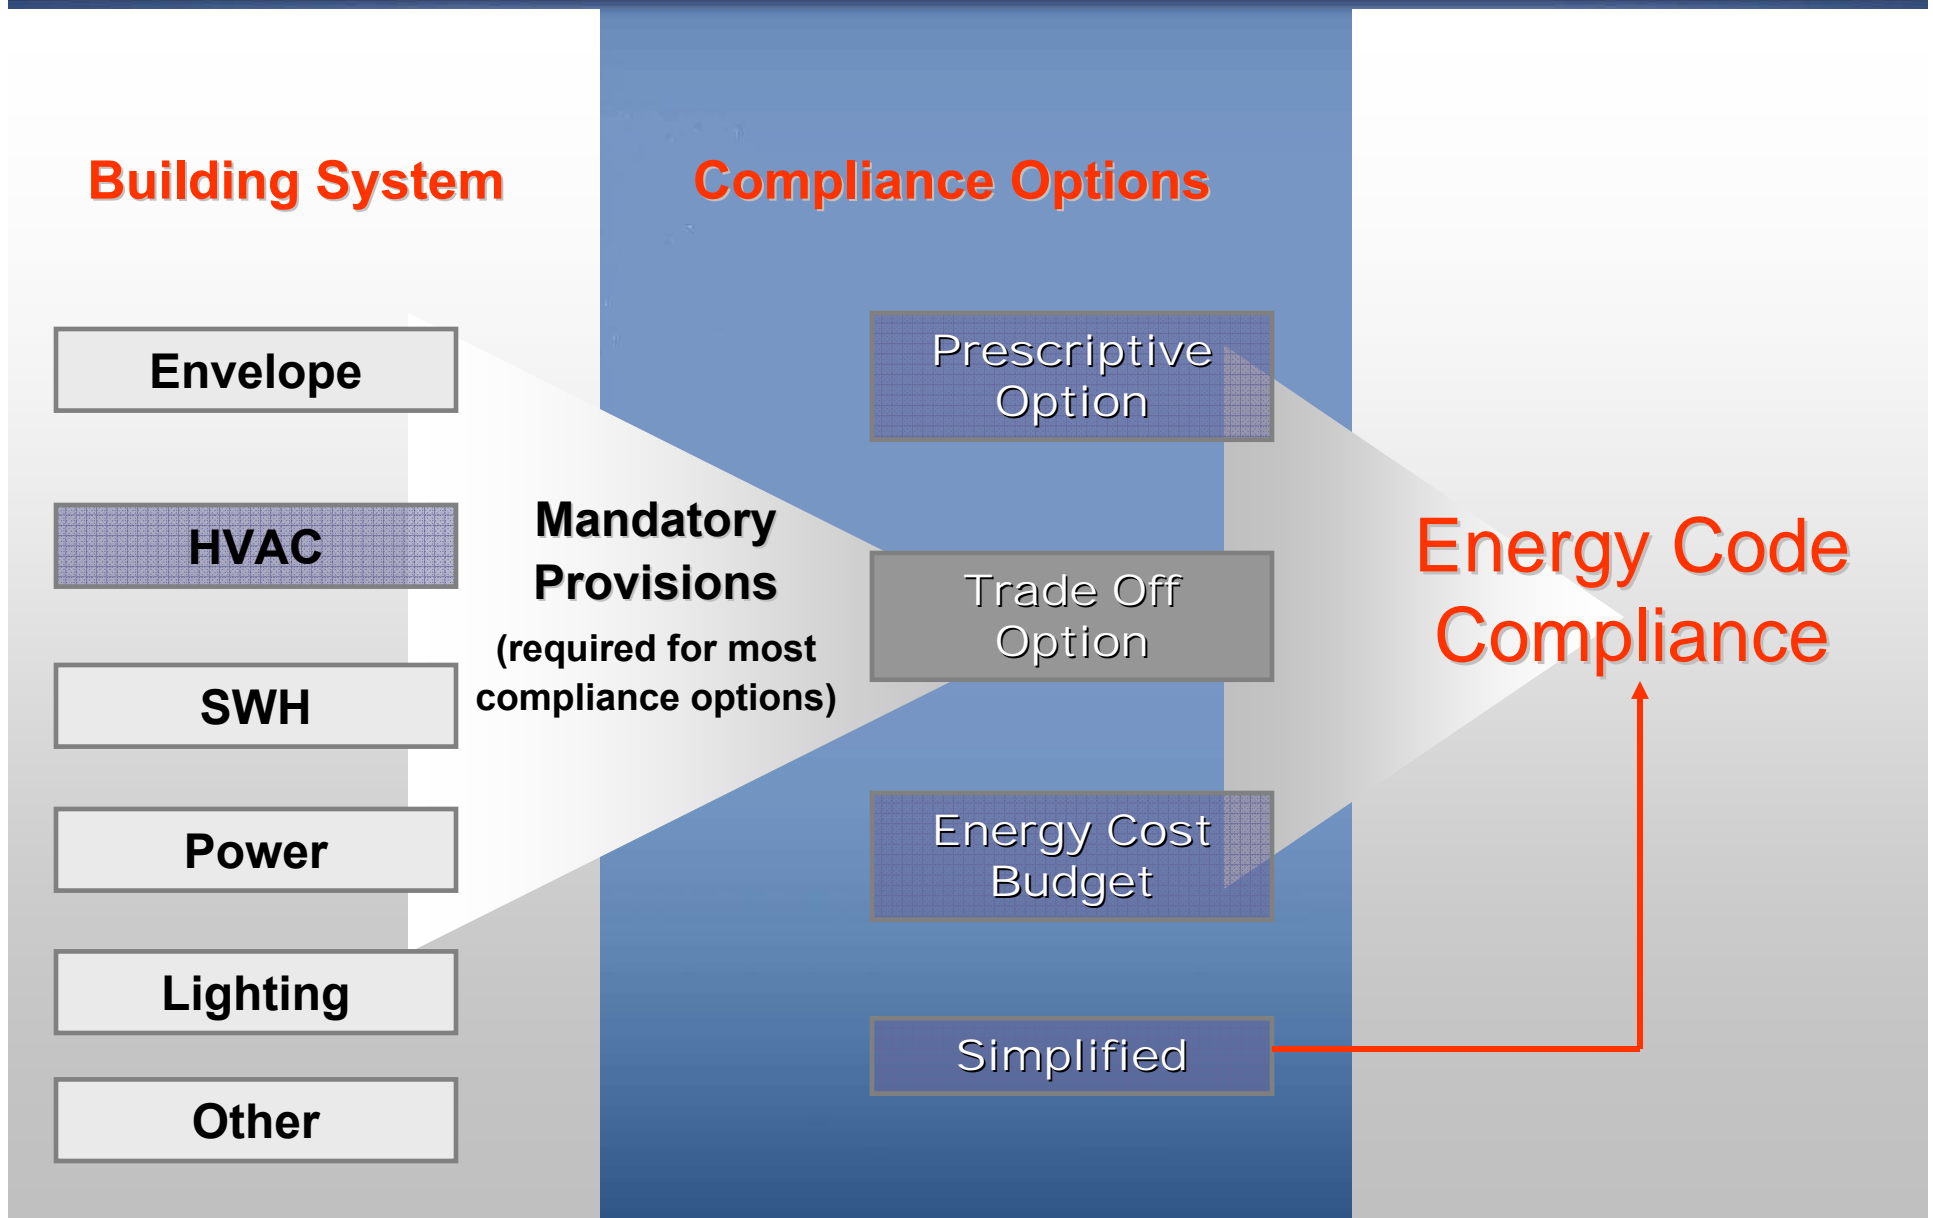 Building System
Compliance Options
Envelope
HVAC
SWH
Power
Lighting
Other
Mandatory
Provisions
(required for most
compliance options)
Prescriptive
Option
Trade Off
Option
Energy Cost
Budget
Simplified
Energy Code
Compliance